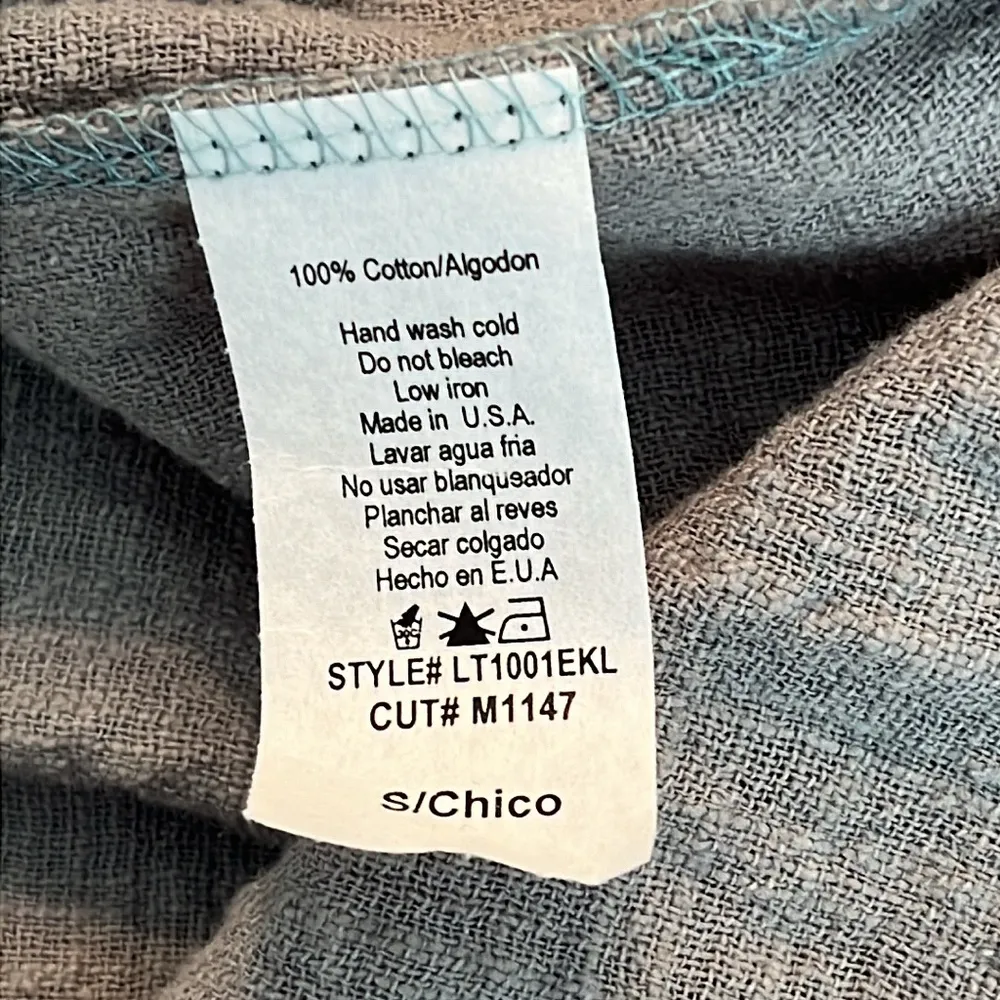 100% Cotton/Algodon
Hand wash cold
Do not bleach
Low iron
Made in U.S.A.
Lavar agua fria
No usar blanqueador
Planchar al reves
Secar colgado
Hecho en E.U.A
STYLE# LT1001EKL
CUT# M1147
S/Chico